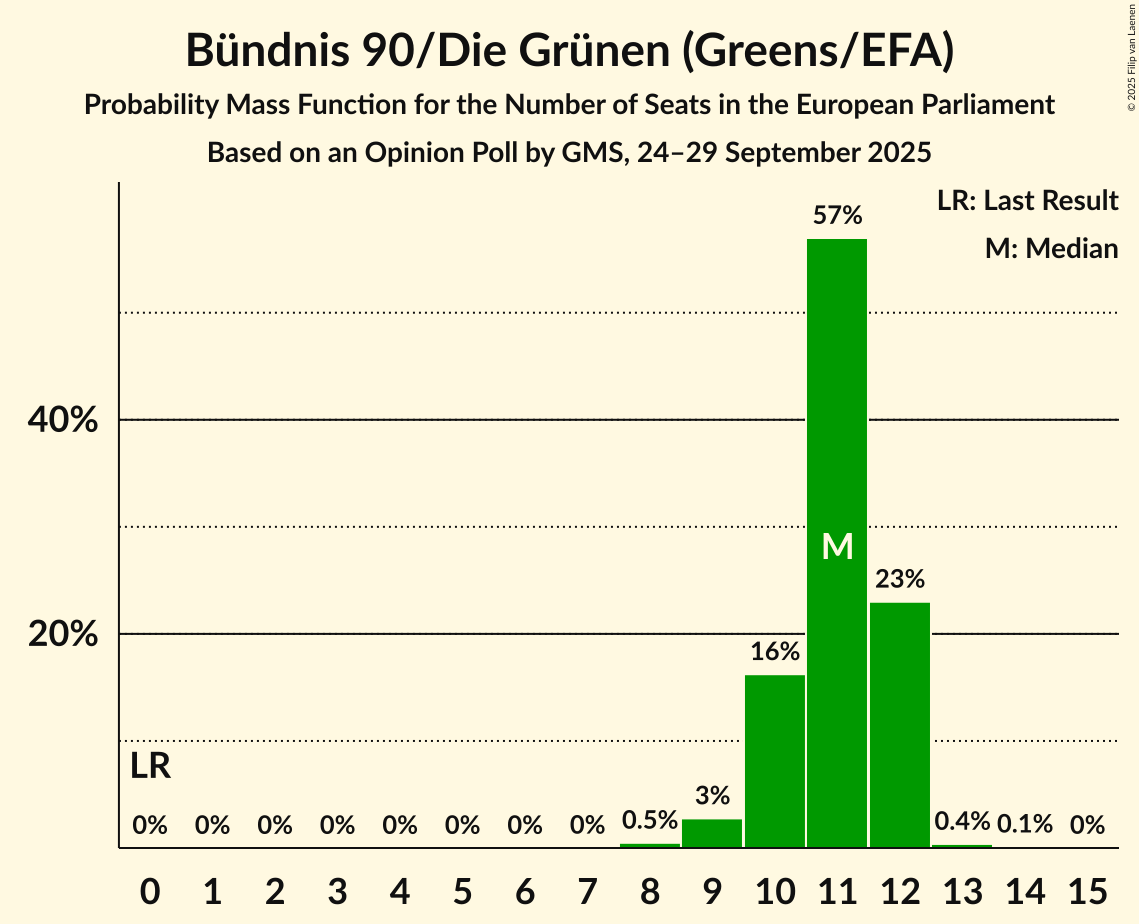 Bündnis 90/Die Grünen (Greens/EFA)
Probability Mass Function for the Number of Seats in the European Parliament
Based on an Opinion Poll by GMS, 24–29 September 2025
© 2025 Filip van Laenen
LR: Last Result
M: Median
57%
40%
M
23%
20%
16%
LR
3%
0% 0% 0% 0% 0% 0% 0% 0% 0.5% 0.4% 0.1% 0%
0 1 2 3 4 5 6 7 8 9 10 11 12 13 14 15